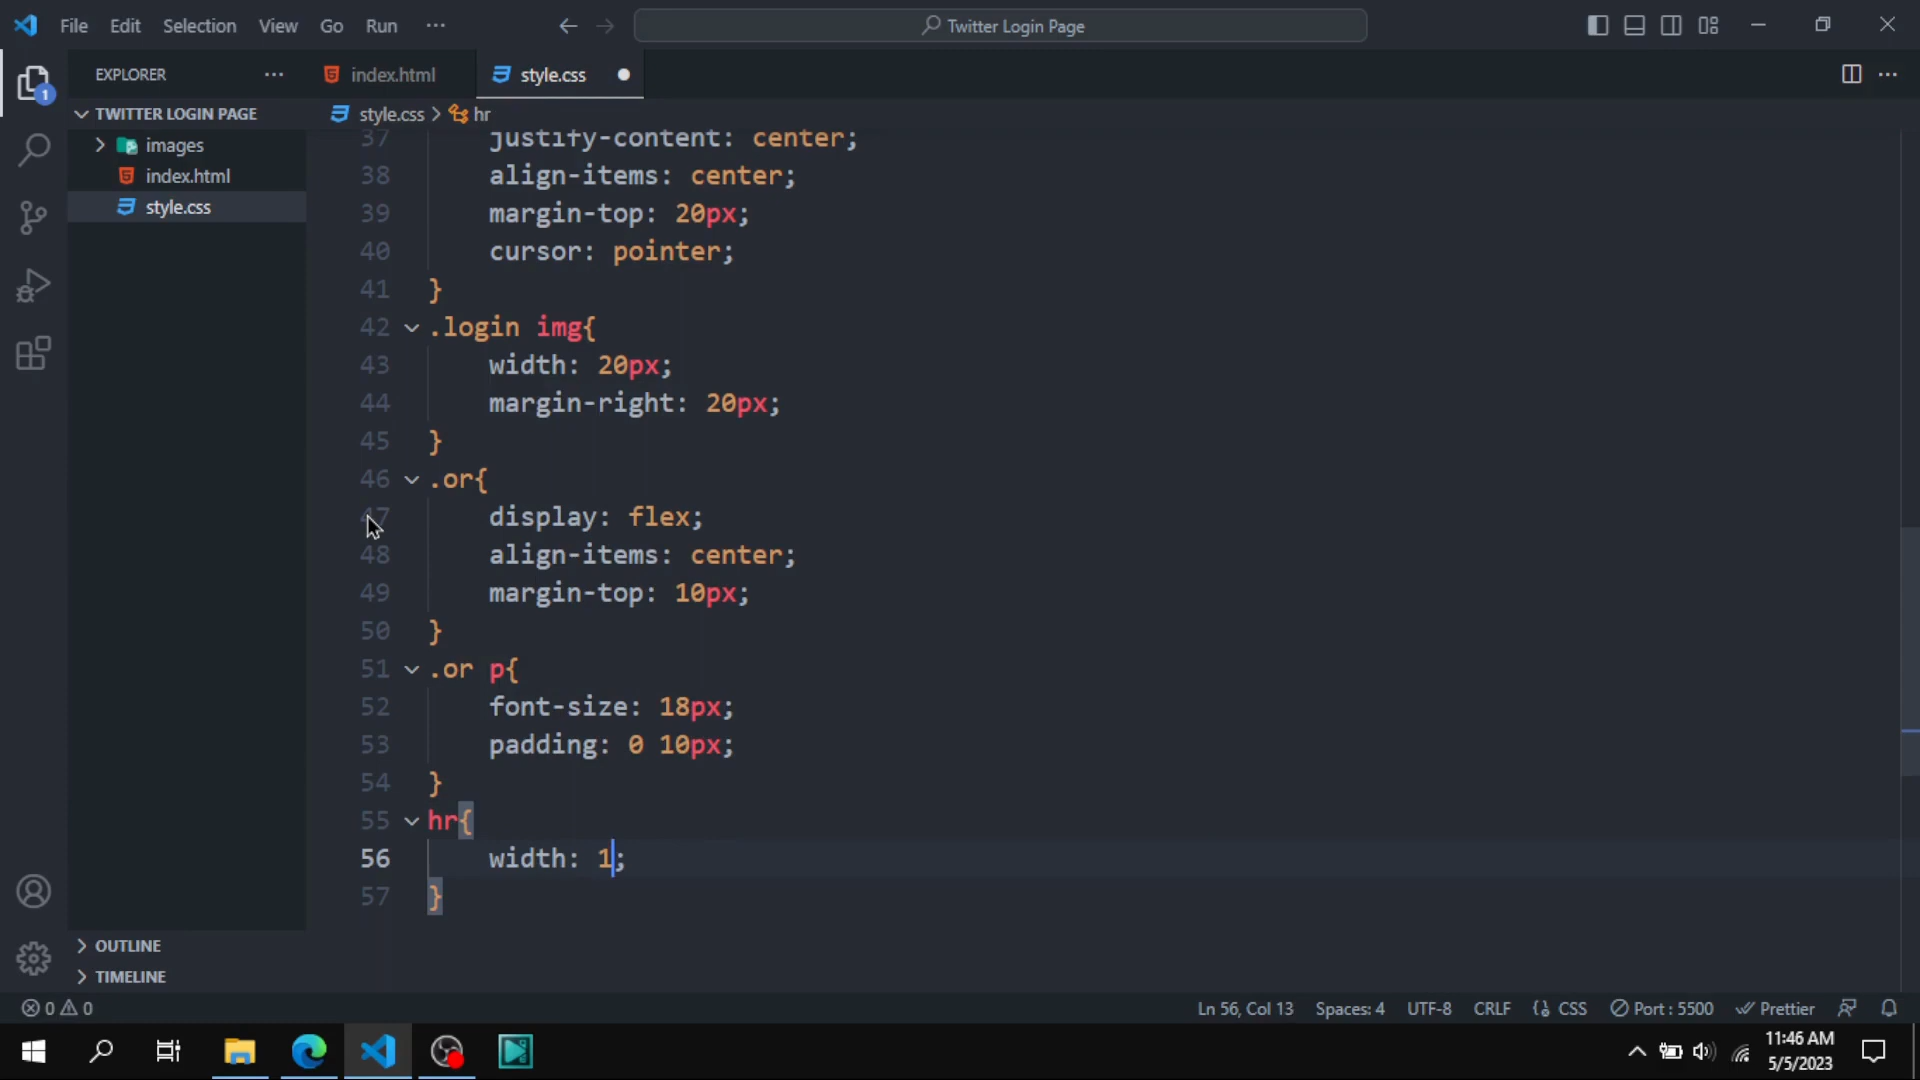 File Edit Selection View Go Run ···
Twitter Login Page
EXPLORER ···
index.html
style.css
1
TWITTER LOGIN PAGE
style.css > hr
images
index.html
style.css
37 justify-content: center;
38 align-items: center;
39 margin-top: 20px;
40 cursor: pointer;
41 }
42 .login img{
43 width: 20px;
44 margin-right: 20px;
45 }
46 .or{
47 display: flex;
48 align-items: center;
49 margin-top: 10px;
50 }
51 .or p{
52 font-size: 18px;
53 padding: 0 10px;
54 }
55 hr{
56 width: 1;
57 }
OUTLINE
TIMELINE
0 0
Ln 56, Col 13 Spaces: 4 UTF-8 CRLF {} CSS Port : 5500 Prettier
11:46 AM
5/5/2023